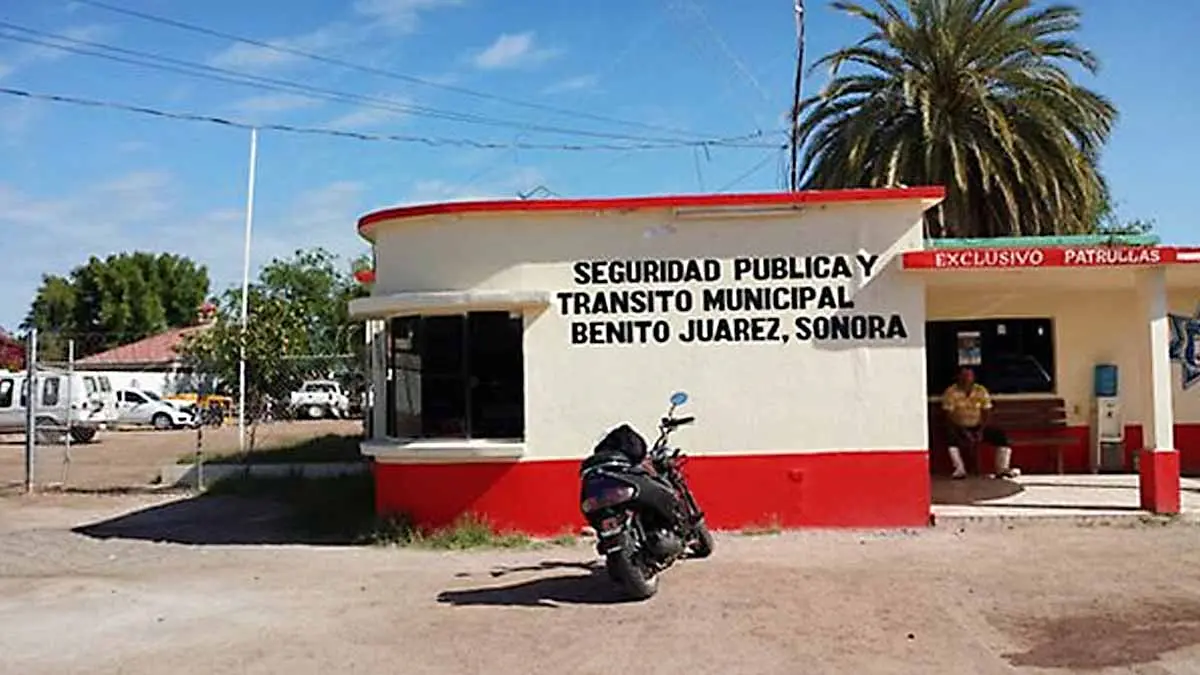 SEGURIDAD PUBLICA Y
TRANSITO MUNICIPAL
BENITO JUAREZ, SONORA
EXCLUSIVO PATRULLAS